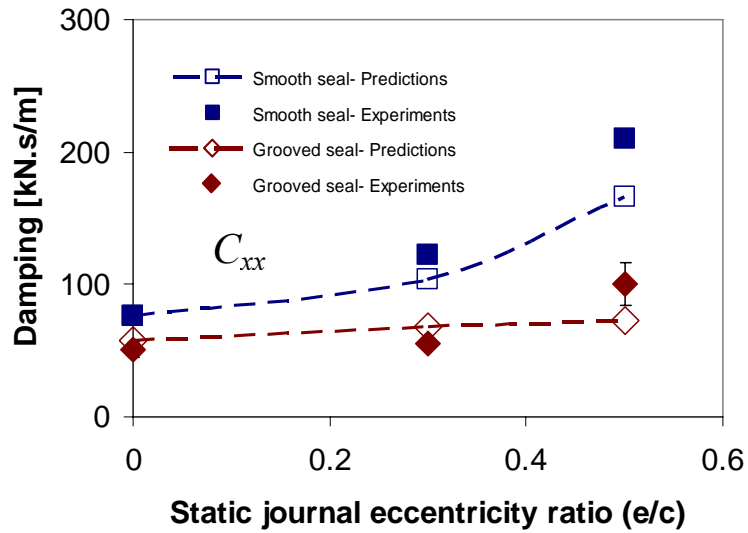 300
Smooth seal- Predictions
Smooth seal- Experiments
Grooved seal- Predictions
Grooved seal- Experiments
200
Damping [kN.s/m]
Cxx
100
0
0 0.2 0.4 0.6
Static journal eccentricity ratio (e/c)